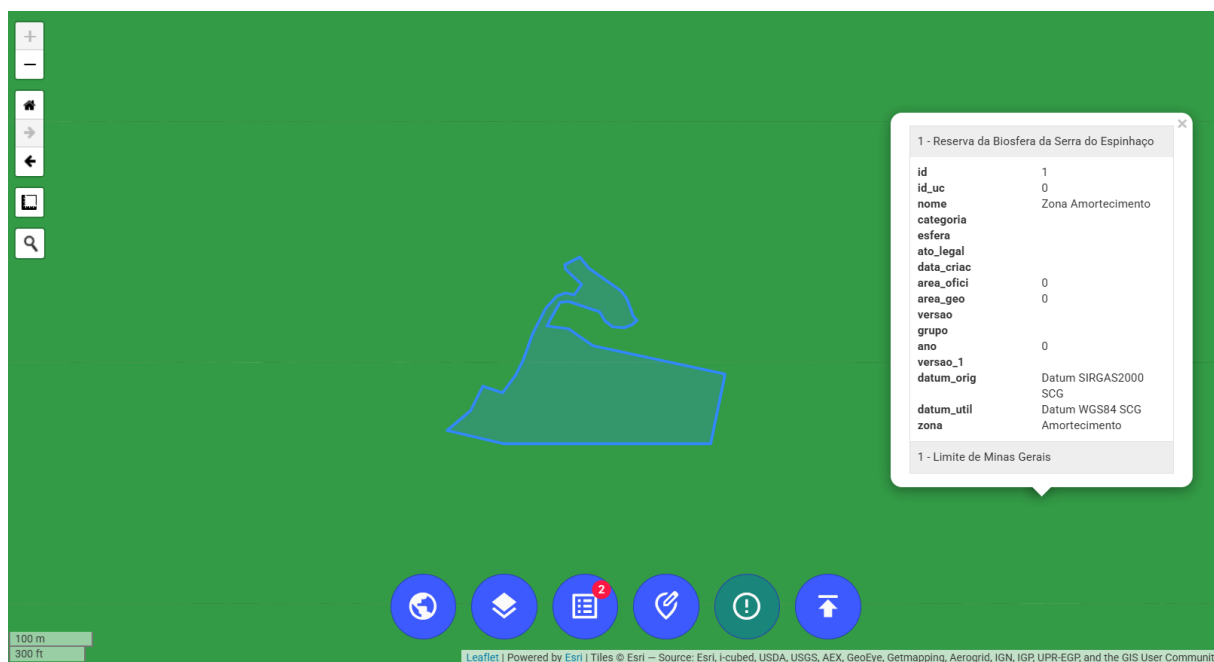 +
−
×
1 - Reserva da Biosfera da Serra do Espinhaço
id 1
id_uc 0
nome Zona Amortecimento
categoria
esfera
ato_legal
data_criac
area_ofici 0
area_geo 0
versao
grupo
ano 0
versao_1
datum_orig Datum SIRGAS2000
SCG
datum_util Datum WGS84 SCG
zona Amortecimento
1 - Limite de Minas Gerais
2
100 m
300 ft
Leaflet | Powered by Esri | Tiles © Esri — Source: Esri, i-cubed, USDA, USGS, AEX, GeoEye, Getmapping, Aerogrid, IGN, IGP, UPR-EGP, and the GIS User Communit